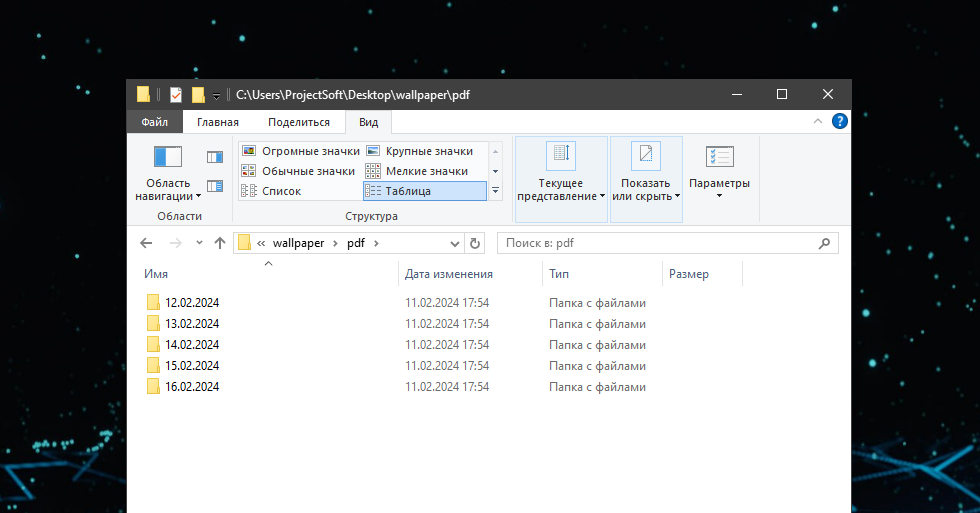 C:\Users\ProjectSoft\Desktop\wallpaper\pdf
Файл Главная Поделиться Вид
Огромные значки Крупные значки
Обычные значки Мелкие значки
Список Таблица
Область
навигации
Текущее
представление
Показать
или скрыть
Параметры
Области Структура
« wallpaper › pdf ›
Поиск в: pdf
Имя Дата изменения Тип Размер
12.02.2024 11.02.2024 17:54 Папка с файлами
13.02.2024 11.02.2024 17:54 Папка с файлами
14.02.2024 11.02.2024 17:54 Папка с файлами
15.02.2024 11.02.2024 17:54 Папка с файлами
16.02.2024 11.02.2024 17:54 Папка с файлами